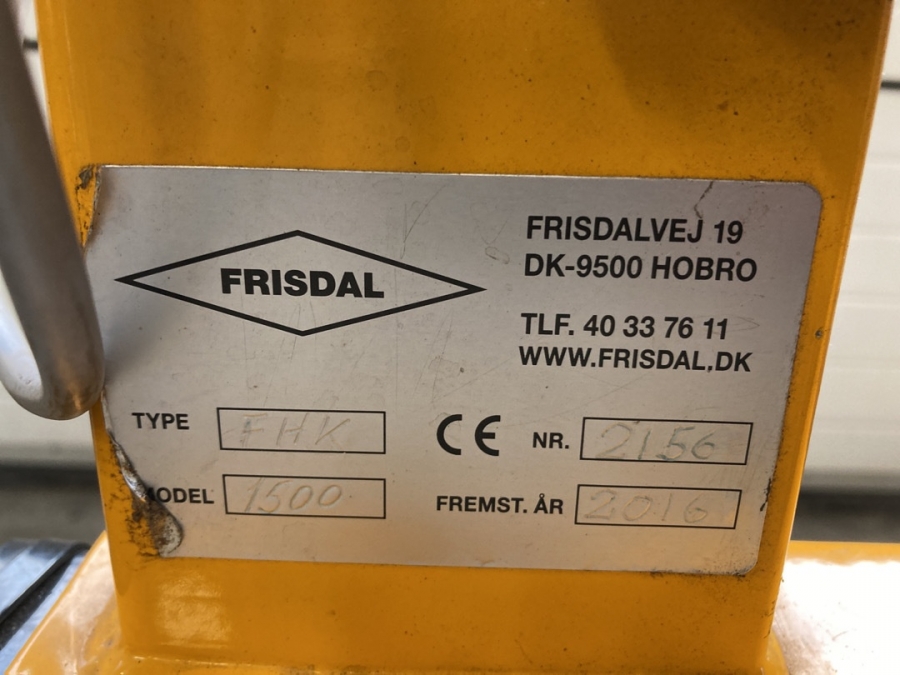 FRISDAL
FRISDALVEJ 19
DK-9500 HOBRO
TLF. 40 33 76 11
WWW.FRISDAL.DK
TYPE FHK
NR. 2156
MODEL 1500
FREMST. ÅR 2016